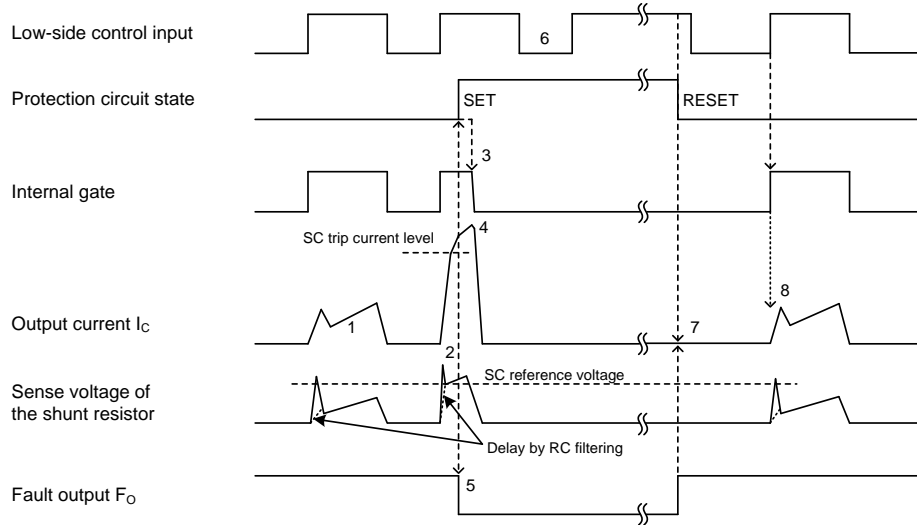 Low-side control input
6
Protection circuit state
SET
RESET
3
Internal gate
4
SC trip current level
Output current I_C
1
7
8
2
SC reference voltage
Sense voltage of
the shunt resistor
Delay by RC filtering
5
Fault output F_O